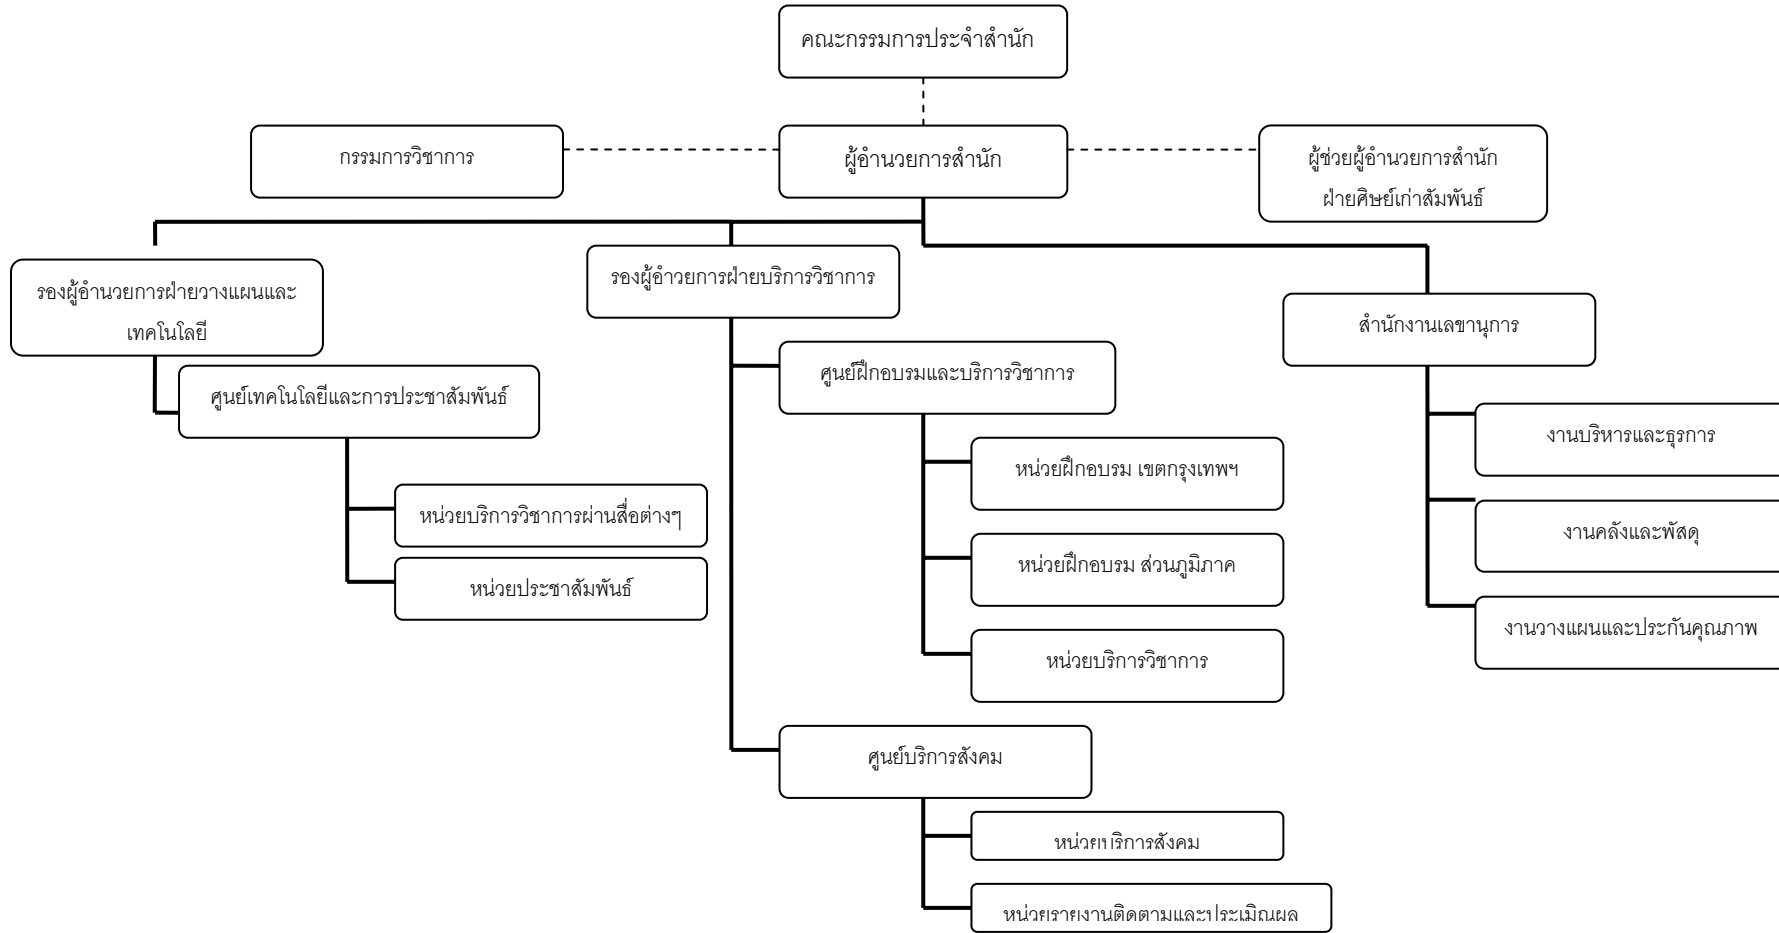 คณะกรรมการประจำสำนัก
กรรมการวิชาการ
ผู้อำนวยการสำนัก
ผู้ช่วยผู้อำนวยการสำนัก
ฝ่ายศิษย์เก่าสัมพันธ์
รองผู้อำนวยการฝ่ายวางแผนและ
เทคโนโลยี
รองผู้อำวยการฝ่ายบริการวิชาการ
สำนักงานเลขานุการ
ศูนย์เทคโนโลยีและการประชาสัมพันธ์
ศูนย์ฝึกอบรมและบริการวิชาการ
งานบริหารและธุรการ
หน่วยฝึกอบรม เขตกรุงเทพฯ
หน่วยบริการวิชาการผ่านสื่อต่างๆ
งานคลังและพัสดุ
หน่วยฝึกอบรม ส่วนภูมิภาค
หน่วยประชาสัมพันธ์
งานวางแผนและประกันคุณภาพ
หน่วยบริการวิชาการ
ศูนย์บริการสังคม
หน่วยบริการสังคม
หน่วยรายงานติดตามและประเมิณผล